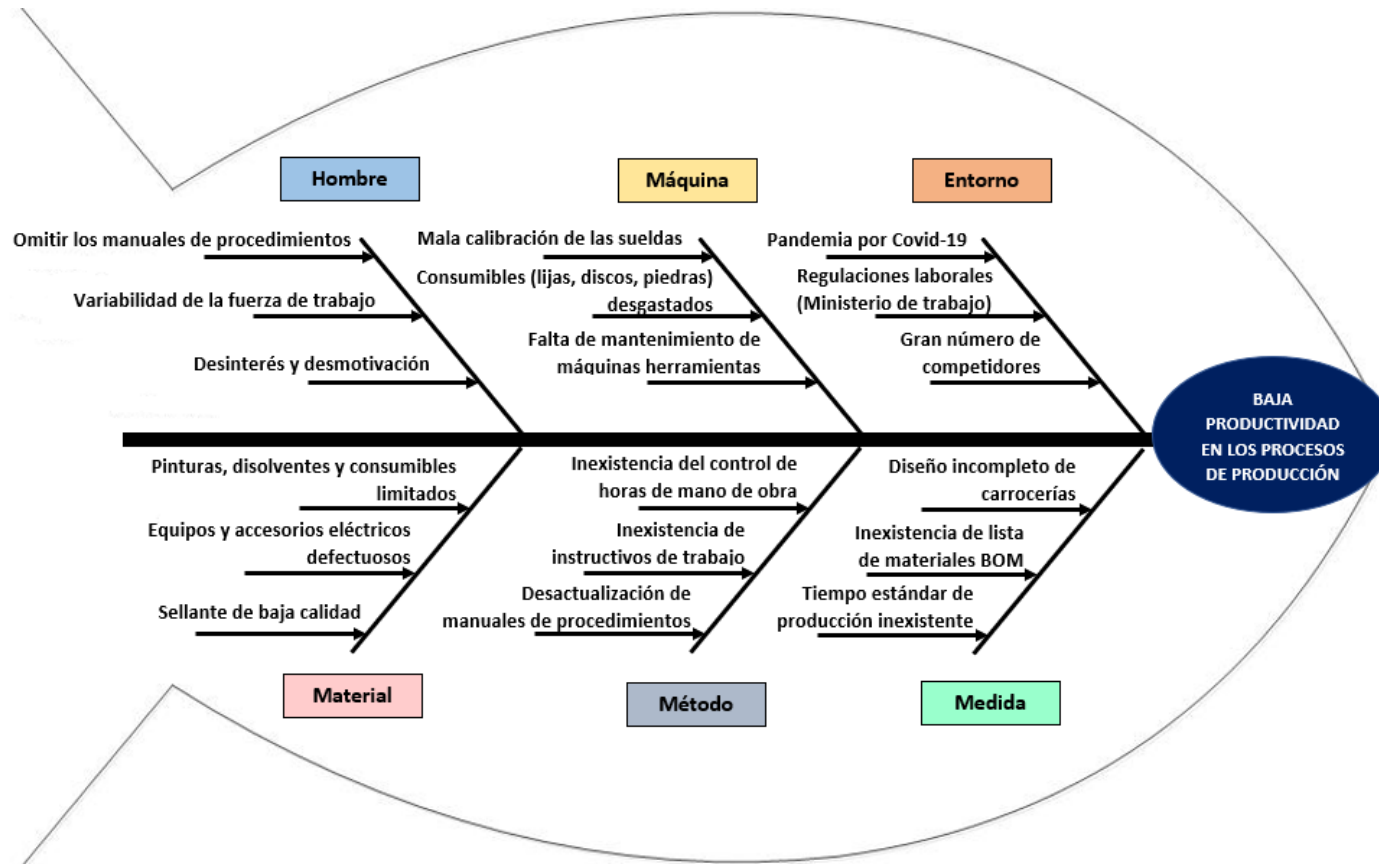 Hombre
Máquina
Entorno
Omitir los manuales de procedimientos
Variabilidad de la fuerza de trabajo
Desinterés y desmotivación
Mala calibración de las sueldas
Consumibles (lijas, discos, piedras)
desgastados
Falta de mantenimiento de
máquinas herramientas
Pandemia por Covid-19
Regulaciones laborales
(Ministerio de trabajo)
Gran número de
competidores
BAJA
PRODUCTIVIDAD
EN LOS PROCESOS
DE PRODUCCIÓN
Pinturas, disolventes y consumibles
limitados
Equipos y accesorios eléctricos
defectuosos
Sellante de baja calidad
Inexistencia del control de
horas de mano de obra
Inexistencia de
instructivos de trabajo
Desactualización de
manuales de procedimientos
Diseño incompleto de
carrocerías
Inexistencia de lista
de materiales BOM
Tiempo estándar de
producción inexistente
Material
Método
Medida